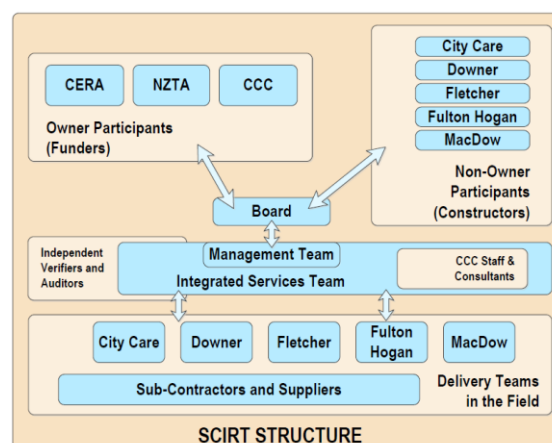 CERA
NZTA
CCC
Owner Participants
(Funders)
City Care
Downer
Fletcher
Fulton Hogan
MacDow
Non-Owner
Participants
(Constructors)
Board
Independent
Verifiers and
Auditors
Management Team
Integrated Services Team
CCC Staff &
Consultants
City Care
Downer
Fletcher
Fulton
Hogan
MacDow
Sub-Contractors and Suppliers
Delivery Teams
in the Field
SCIRT STRUCTURE